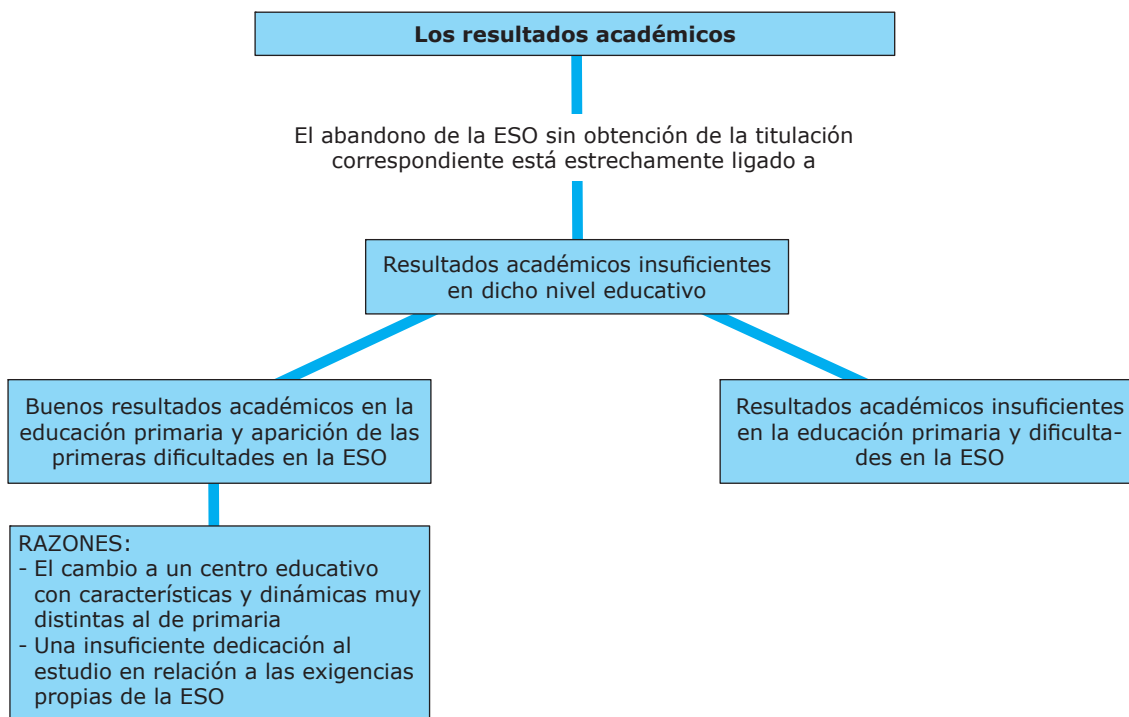 Los resultados académicos
El abandono de la ESO sin obtención de la titulación
correspondiente está estrechamente ligado a
Resultados académicos insuficientes
en dicho nivel educativo
Buenos resultados académicos en la
educación primaria y aparición de las
primeras dificultades en la ESO
Resultados académicos insuficientes
en la educación primaria y dificulta-
des en la ESO
RAZONES:
- El cambio a un centro educativo
con características y dinámicas muy
distintas al de primaria
- Una insuficiente dedicación al
estudio en relación a las exigencias
propias de la ESO